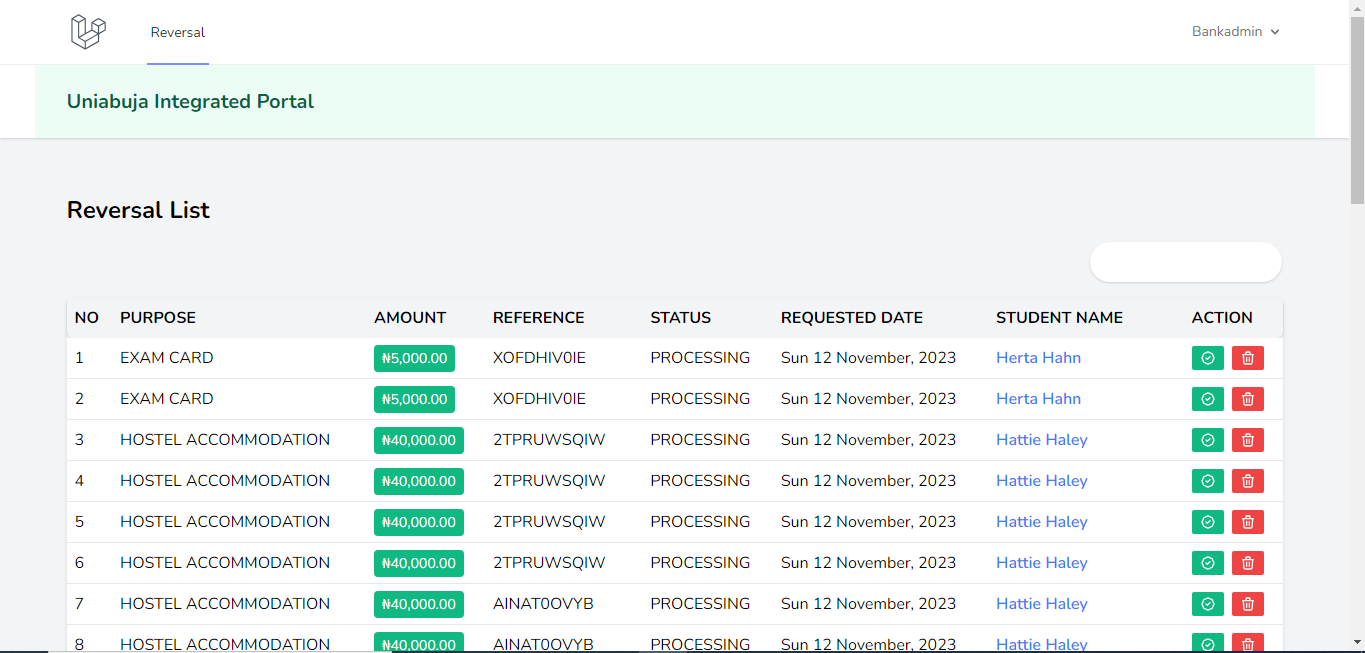 Reversal
Bankadmin
Uniabuja Integrated Portal
Reversal List
NO PURPOSE AMOUNT REFERENCE STATUS REQUESTED DATE STUDENT NAME ACTION
1 EXAM CARD ₦5,000.00 XOFDHIV0IE PROCESSING Sun 12 November, 2023 Herta Hahn
2 EXAM CARD ₦5,000.00 XOFDHIV0IE PROCESSING Sun 12 November, 2023 Herta Hahn
3 HOSTEL ACCOMMODATION ₦40,000.00 2TPRUWSQIW PROCESSING Sun 12 November, 2023 Hattie Haley
4 HOSTEL ACCOMMODATION ₦40,000.00 2TPRUWSQIW PROCESSING Sun 12 November, 2023 Hattie Haley
5 HOSTEL ACCOMMODATION ₦40,000.00 2TPRUWSQIW PROCESSING Sun 12 November, 2023 Hattie Haley
6 HOSTEL ACCOMMODATION ₦40,000.00 2TPRUWSQIW PROCESSING Sun 12 November, 2023 Hattie Haley
7 HOSTEL ACCOMMODATION ₦40,000.00 AINAT0OVYB PROCESSING Sun 12 November, 2023 Hattie Haley
8 HOSTEL ACCOMMODATION ₦40,000.00 AINAT0OVYB PROCESSING Sun 12 November, 2023 Hattie Haley